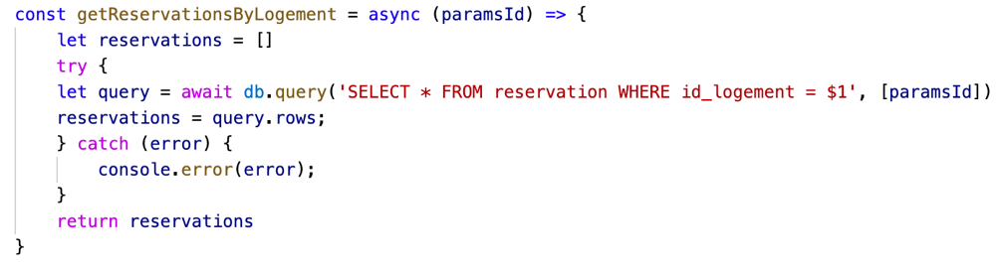 const getReservationsByLogement = async (paramsId) => {
    let reservations = []
    try {
    let query = await db.query('SELECT * FROM reservation WHERE id_logement = $1', [paramsId])
    reservations = query.rows;
    } catch (error) {
        console.error(error);
    }
    return reservations
}